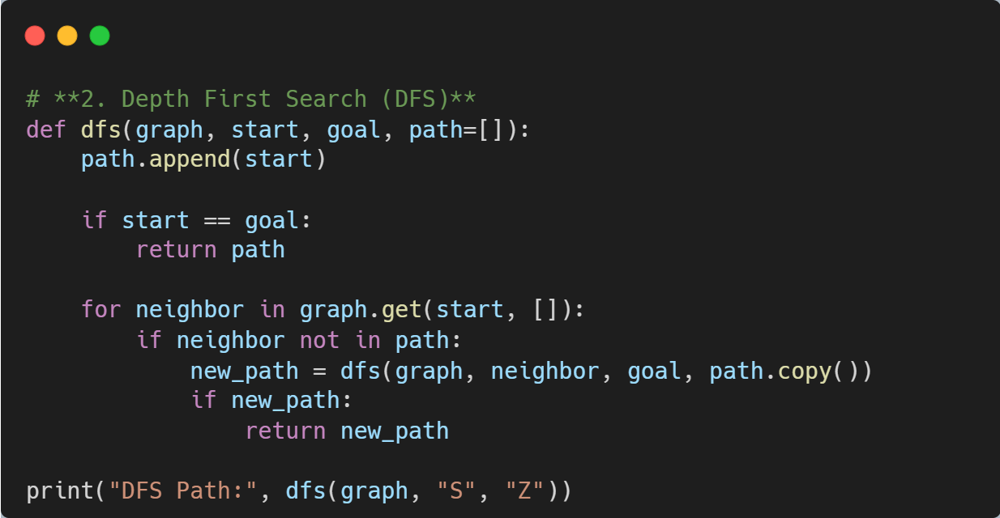 # **2. Depth First Search (DFS)**
def dfs(graph, start, goal, path=[]):
    path.append(start)

    if start == goal:
        return path

    for neighbor in graph.get(start, []):
        if neighbor not in path:
            new_path = dfs(graph, neighbor, goal, path.copy())
            if new_path:
                return new_path

print("DFS Path:", dfs(graph, "S", "Z"))